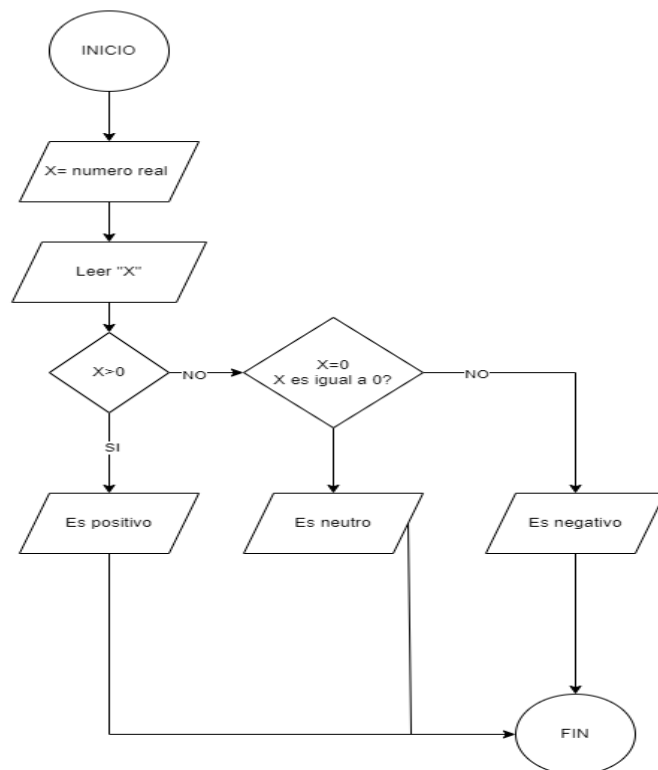 INICIO
X= numero real
Leer "X"
X>0
NO
X=0
X es igual a 0?
NO
SI
Es positivo
Es neutro
Es negativo
FIN